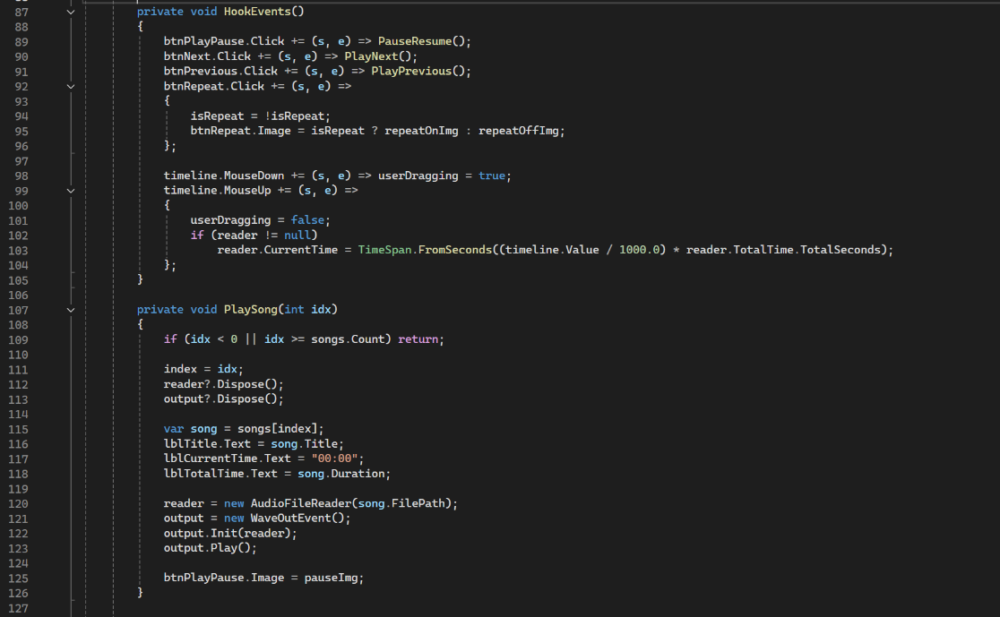 87 private void HookEvents()
88 {
89 btnPlayPause.Click += (s, e) => PauseResume();
90 btnNext.Click += (s, e) => PlayNext();
91 btnPrevious.Click += (s, e) => PlayPrevious();
92 btnRepeat.Click += (s, e) =>
93 {
94 isRepeat = !isRepeat;
95 btnRepeat.Image = isRepeat ? repeatOnImg : repeatOffImg;
96 };
97
98 timeline.MouseDown += (s, e) => userDragging = true;
99 timeline.MouseUp += (s, e) =>
100 {
101 userDragging = false;
102 if (reader != null)
103 reader.CurrentTime = TimeSpan.FromSeconds((timeline.Value / 1000.0) * reader.TotalTime.TotalSeconds);
104 };
105 }
106
107 private void PlaySong(int idx)
108 {
109 if (idx < 0 || idx >= songs.Count) return;
110
111 index = idx;
112 reader?.Dispose();
113 output?.Dispose();
114
115 var song = songs[index];
116 lblTitle.Text = song.Title;
117 lblCurrentTime.Text = "00:00";
118 lblTotalTime.Text = song.Duration;
119
120 reader = new AudioFileReader(song.FilePath);
121 output = new WaveOutEvent();
122 output.Init(reader);
123 output.Play();
124
125 btnPlayPause.Image = pauseImg;
126 }
127